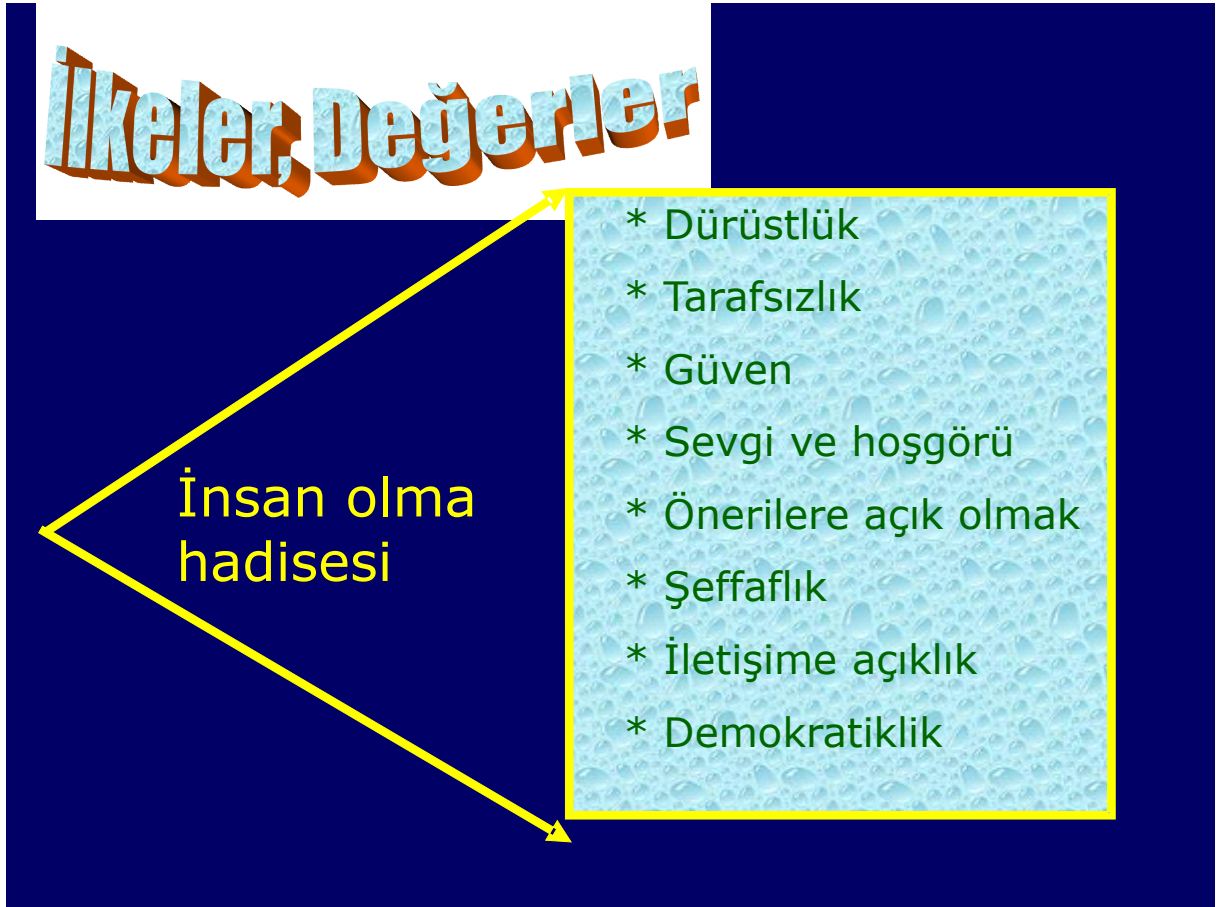 İlkeler, Değerler
* Dürüstlük
* Tarafsızlık
* Güven
* Sevgi ve hoşgörü
* Önerilere açık olmak
* Şeffaflık
* İletişime açıklık
* Demokratiklik
İnsan olma
hadisesi